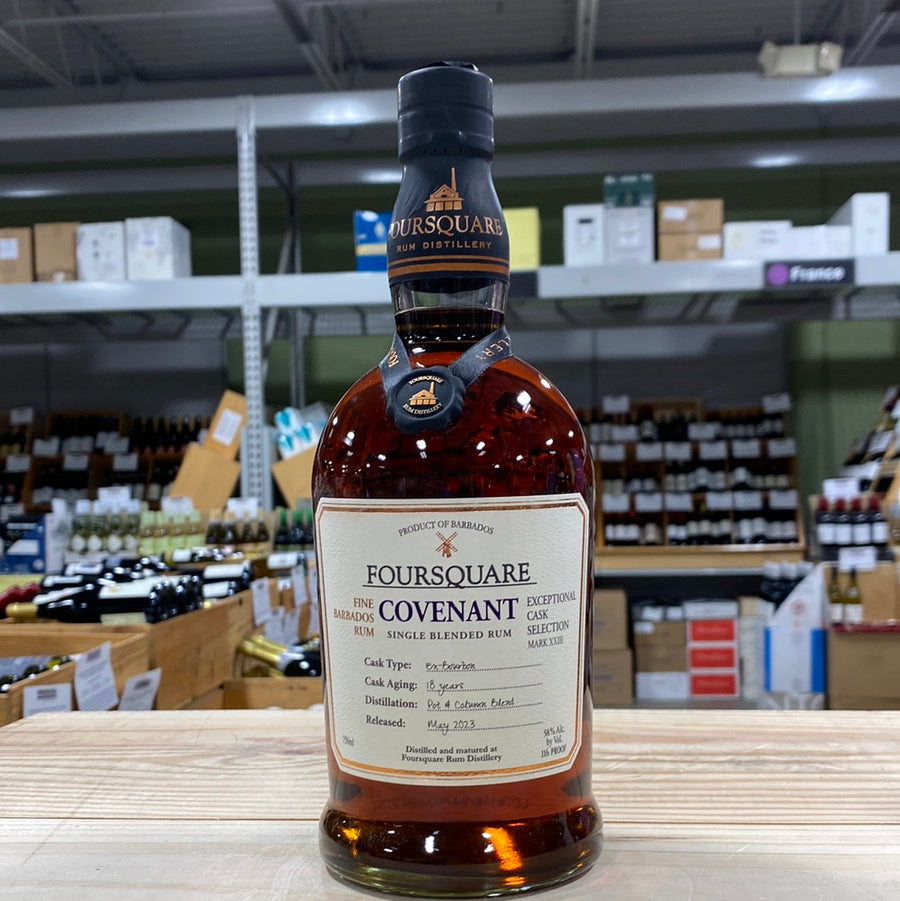 FOURSQUARE
RUM DISTILLERY
FOURSQUARE
RUM DISTILLERY
France
PRODUCT OF BARBADOS
FOURSQUARE
FINE
BARBADOS
RUM
COVENANT
SINGLE BLENDED RUM
EXCEPTIONAL
CASK
SELECTION
MARK XXIII
Cask Type: Ex-Bourbon
Cask Aging: 18 years
Distillation: Pot & Column Blend
Released: May 2023
750ml
Distilled and matured at
Foursquare Rum Distillery
58% Alc.
by Vol.
116 PROOF